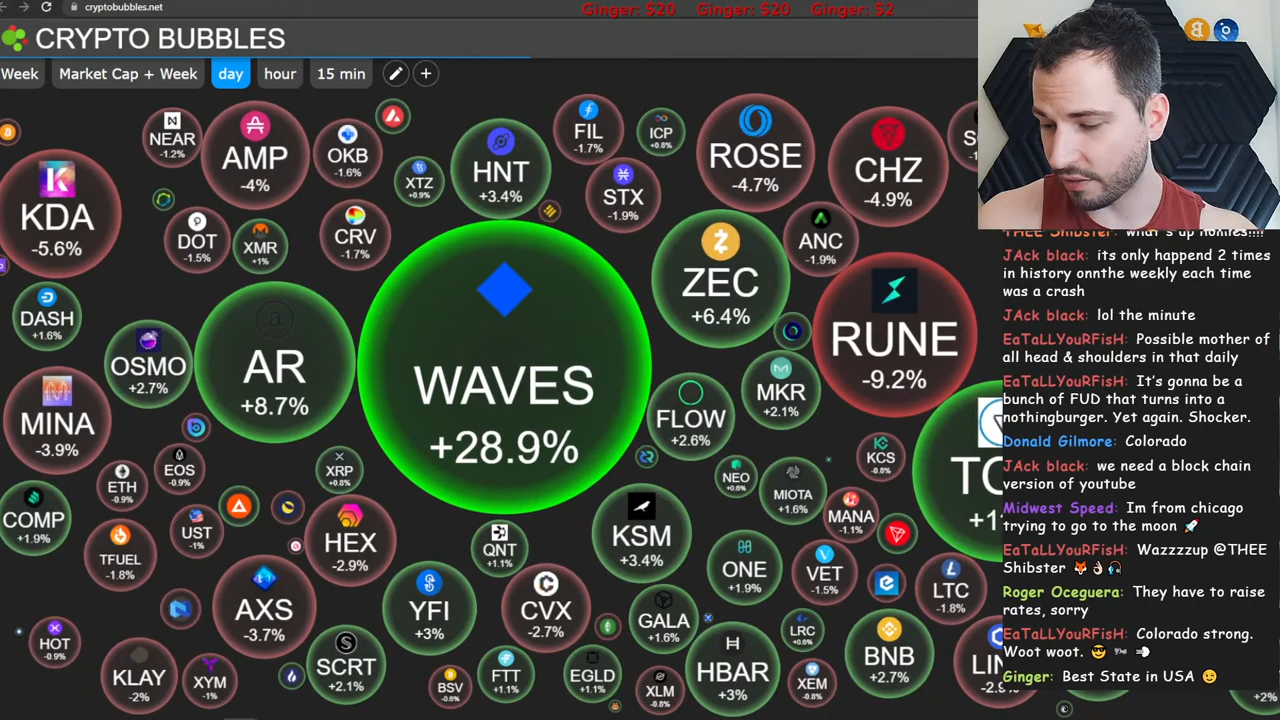 cryptobubbles.net
Ginger: $20 Ginger: $20 Ginger: $2
CRYPTO BUBBLES
Week
Market Cap + Week
day
hour
15 min
NEAR
-1.2%
AMP
-4%
OKB
-1.6%
XTZ
+0.9%
HNT
+3.4%
FIL
-1.7%
ICP
+0.8%
STX
-1.9%
ROSE
-4.7%
CHZ
-4.9%
KDA
-5.6%
DOT
-1.5%
XMR
+1%
CRV
-1.7%
ZEC
+6.4%
ANC
-1.9%
RUNE
-9.2%
DASH
+1.6%
OSMO
+2.7%
AR
+8.7%
WAVES
+28.9%
FLOW
+2.6%
MKR
+2.1%
MINA
-3.9%
EOS
-0.9%
ETH
-0.9%
XRP
+0.8%
NEO
+0.6%
MIOTA
+1.6%
KCS
-0.8%
MANA
-1.1%
COMP
+1.9%
TFUEL
-1.8%
UST
-1%
HEX
-2.9%
QNT
+1.1%
KSM
+3.4%
ONE
+1.9%
VET
-1.5%
LTC
-1.8%
AXS
-3.7%
YFI
+3%
CVX
-2.7%
GALA
+1.6%
LRC
+0.6%
BNB
+2.7%
HOT
-0.9%
KLAY
-2%
XYM
-1%
SCRT
+2.1%
BSV
-0.6%
FTT
+1.1%
EGLD
+1.1%
XLM
-0.8%
HBAR
+3%
XEM
-0.8%
THEE Shibster: what's up homies!!!!
JAck black: its only happend 2 times
in history onnthe weekly each time
was a crash
JAck black: lol the minute
EaTaLLYouRFisH: Possible mother of
all head & shoulders in that daily
EaTaLLYouRFisH: It's gonna be a
bunch of FUD that turns into a
nothingburger. Yet again. Shocker.
Donald Gilmore: Colorado
JAck black: we need a block chain
version of youtube
Midwest Speed: Im from chicago
trying to go to the moon 🚀
EaTaLLYouRFisH: Wazzzzup @THEE
Shibster
Roger Oceguera: They have to raise
rates, sorry
EaTaLLYouRFisH: Colorado strong.
Woot woot. 😎
Ginger: Best State in USA 😉